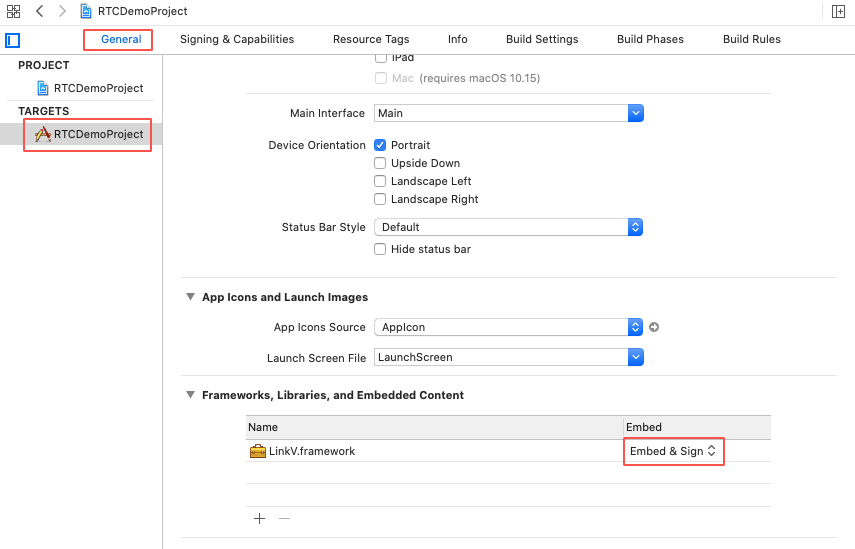 RTCDemoProject
General Signing & Capabilities Resource Tags Info Build Settings Build Phases Build Rules
PROJECT
RTCDemoProject
TARGETS
RTCDemoProject
iPad
Mac (requires macOS 10.15)
Main Interface Main
Device Orientation Portrait
Upside Down
Landscape Left
Landscape Right
Status Bar Style Default
Hide status bar
App Icons and Launch Images
App Icons Source AppIcon
Launch Screen File LaunchScreen
Frameworks, Libraries, and Embedded Content
Name Embed
LinkV.framework Embed & Sign